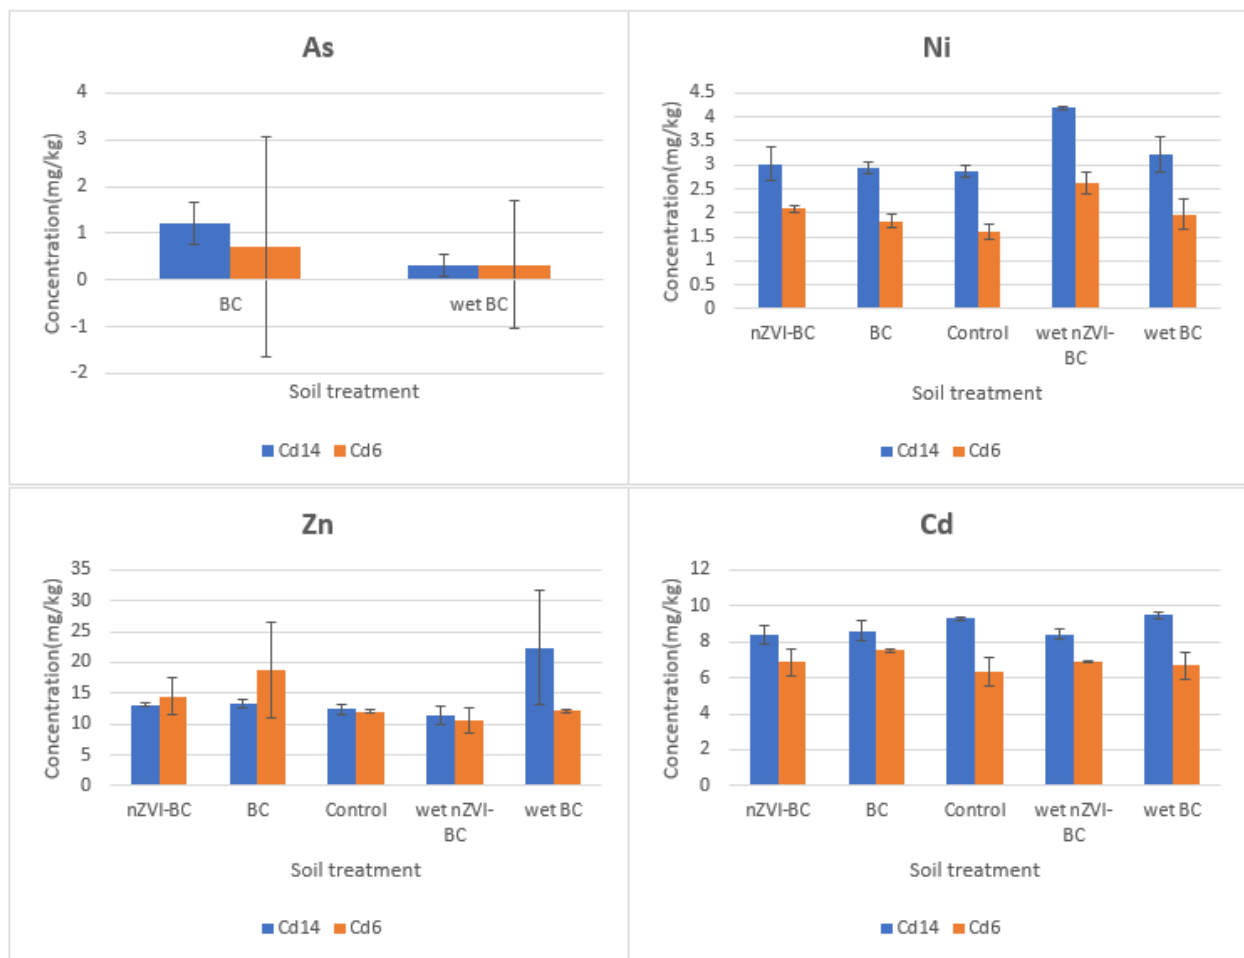 As
Concentration(mg/kg)
4
3
2
1
0
-1
-2
BC
wet BC
Soil treatment
Cd14 Cd6
Ni
Concentration(mg/kg)
4.5
4
3.5
3
2.5
2
1.5
1
0.5
0
nZVI-BC BC Control wet nZVI- wet BC
BC
Soil treatment
Cd14 Cd6
Zn
Concentration(mg/kg)
35
30
25
20
15
10
5
0
nZVI-BC BC Control wet nZVI- wet BC
BC
Soil treatment
Cd14 Cd6
Cd
Concentration(mg/kg)
12
10
8
6
4
2
0
nZVI-BC BC Control wet nZVI- wet BC
BC
Soil treatment
Cd14 Cd6